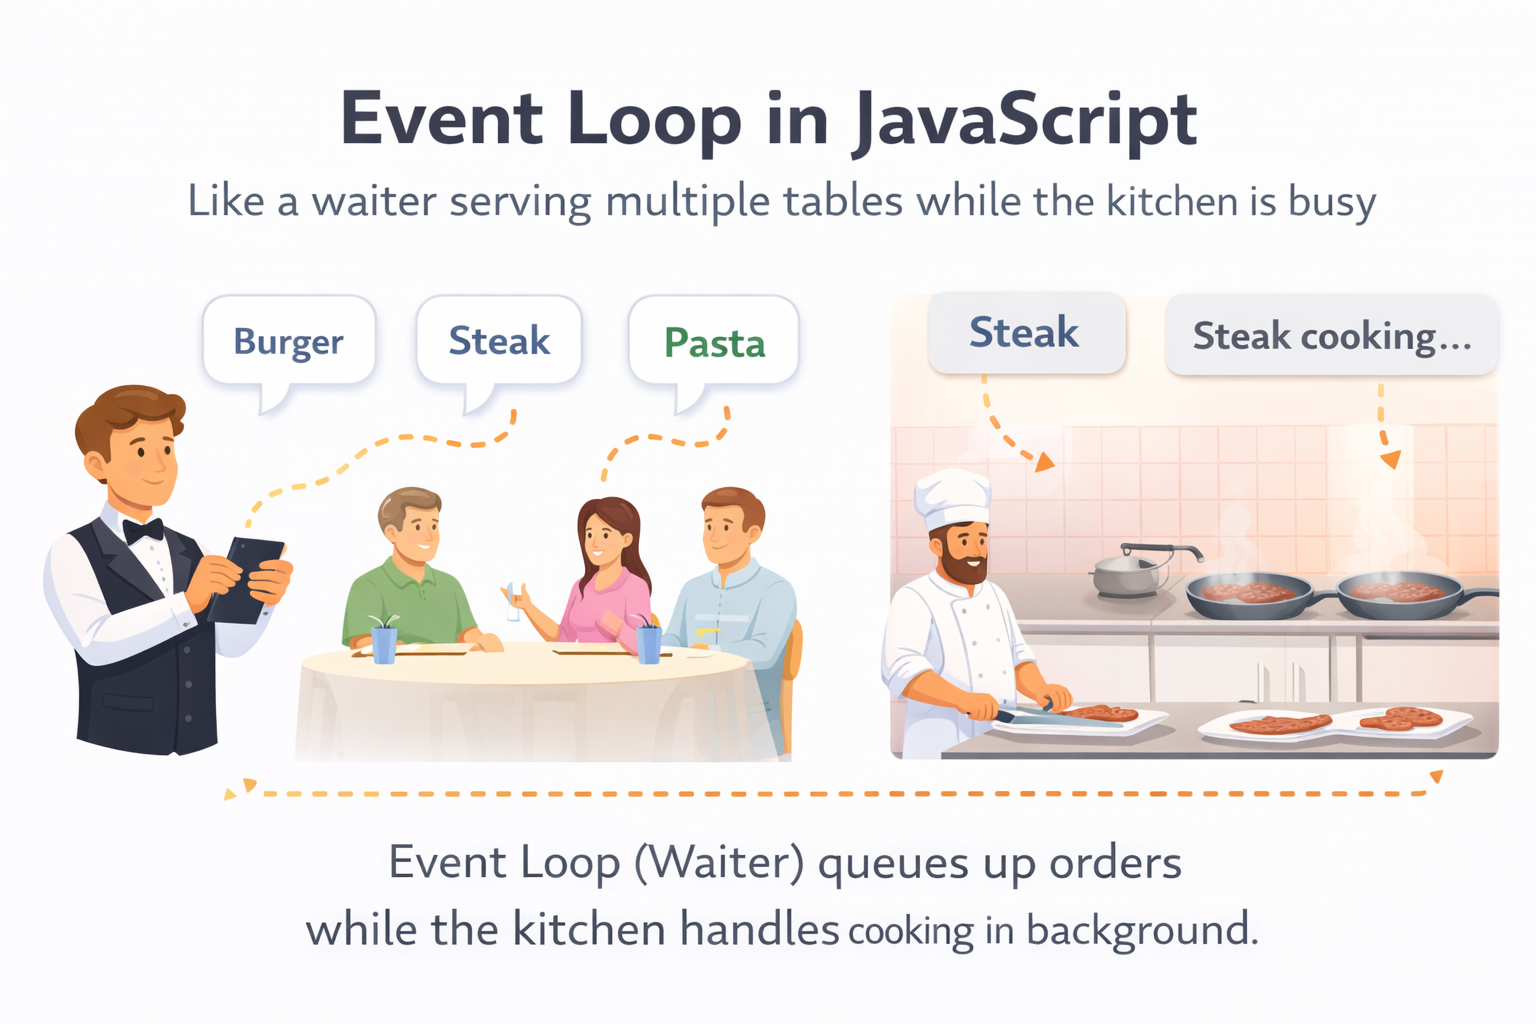 Event Loop in JavaScript
Like a waiter serving multiple tables while the kitchen is busy
Burger
Steak
Pasta
Steak
Steak cooking...
Event Loop (Waiter) queues up orders
while the kitchen handles cooking in background.